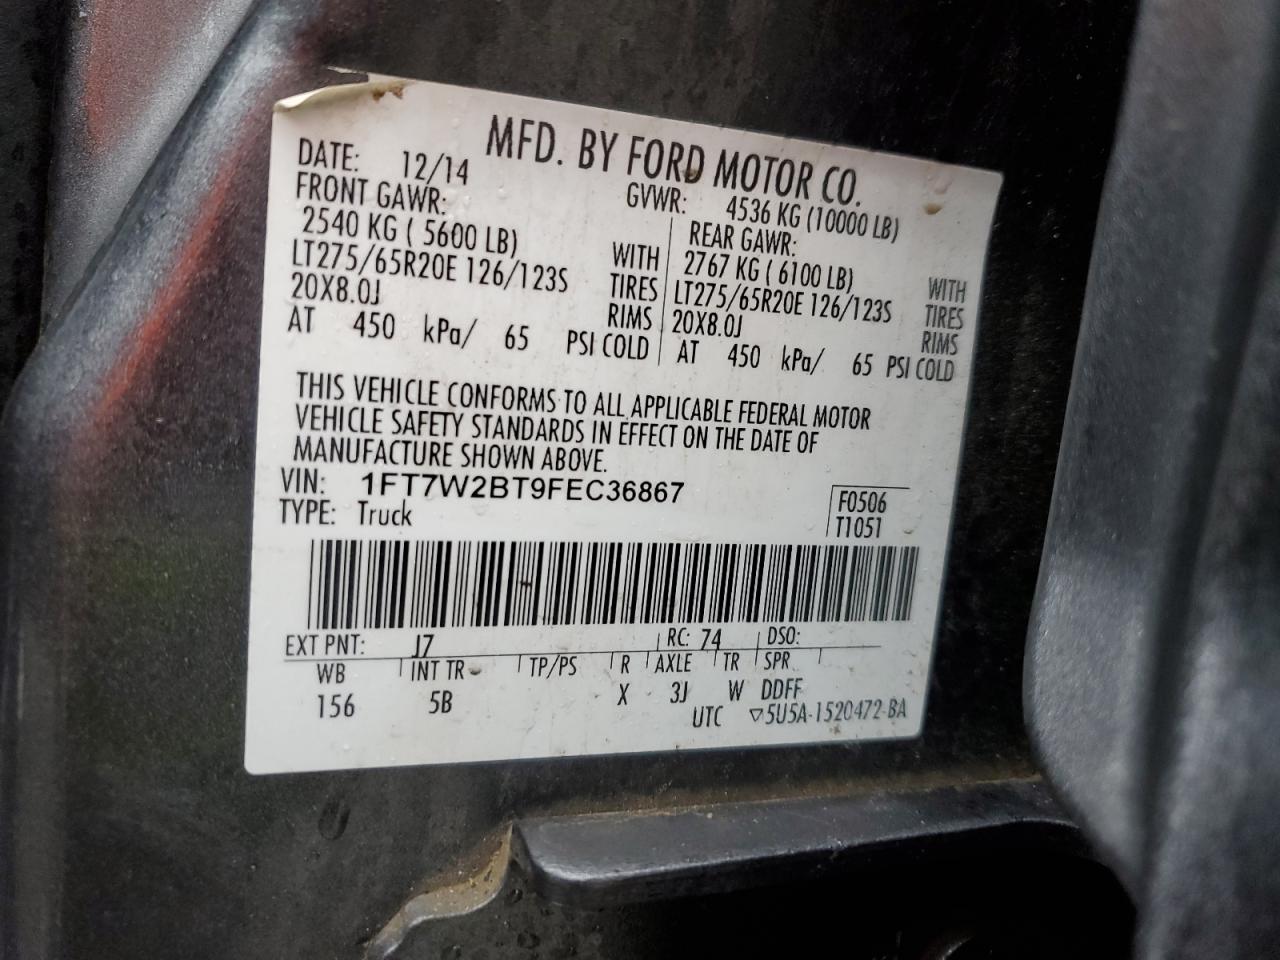 MFD. BY FORD MOTOR CO.
DATE: 12/14 GVWR: 4536 KG (10000 LB)
FRONT GAWR: REAR GAWR:
2540 KG ( 5600 LB) WITH 2767 KG ( 6100 LB) WITH
LT275/65R20E 126/123S TIRES LT275/65R20E 126/123S TIRES
20X8.0J RIMS 20X8.0J RIMS
AT 450 kPa/ 65 PSI COLD AT 450 kPa/ 65 PSI COLD
THIS VEHICLE CONFORMS TO ALL APPLICABLE FEDERAL MOTOR
VEHICLE SAFETY STANDARDS IN EFFECT ON THE DATE OF
MANUFACTURE SHOWN ABOVE.
VIN: 1FT7W2BT9FEC36867 F0506
TYPE: Truck T1051
EXT PNT: J7 RC: 74 DSO:
WB INT TR TP/PS R AXLE TR SPR
156 5B X 3J W DDFF
UTC ▽5U5A-1520472-BA